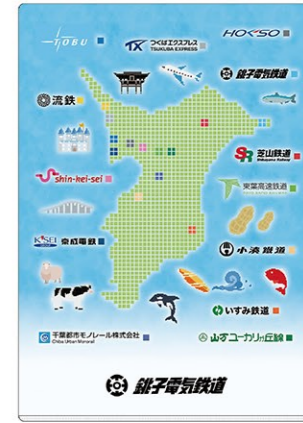 TOBU
TX つくばエクスプレス
TSUKUBA EXPRESS
HOKSO
銚子電気鉄道
流鉄
SR 芝山鉄道
Shibayama Railway
shin-kei-sei
東葉高速鉄道
KSEI 京成電鉄
小湊鐵道
いすみ鉄道
千葉都市モノレール株式会社
Chiba Urban Monorail
山万ユーカリが丘線
銚子電気鉄道